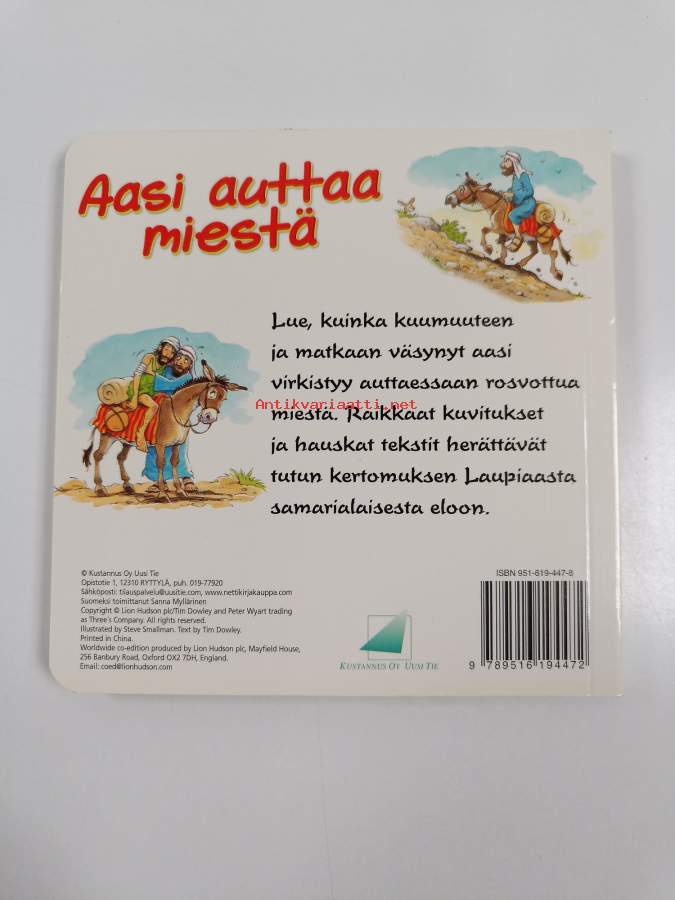 Aasi auttaa
miestä
Lue, kuinka kuumuuteen
ja matkaan väsynyt aasi
virkistyy auttaessaan rosvottua
Antikvariaatti.net
miestä. Raikkaat kuvitukset
ja hauskat tekstit herättävät
tutun kertomuksen Laupiaasta
samarialaisesta eloon.
© Kustannus Oy Uusi Tie
Opistotie 1, 12310 RYTTYLÄ, puh. 019-77920
Sähköposti: tilauspalvelu@uusitie.com, www.nettikirjakauppa.com
Suomeksi toimittanut Sanna Myllärinen
Copyright © Lion Hudson plc/Tim Dowley and Peter Wyart trading
as Three's Company. All rights reserved.
Illustrated by Steve Smallman. Text by Tim Dowley.
Printed in China.
Worldwide co-edition produced by Lion Hudson plc, Mayfield House,
256 Banbury Road, Oxford OX2 7DH, England.
Email: coed@lionhudson.com
KUSTANNUS OY UUSI TIE
ISBN 951-619-447-8
9 789516 194472